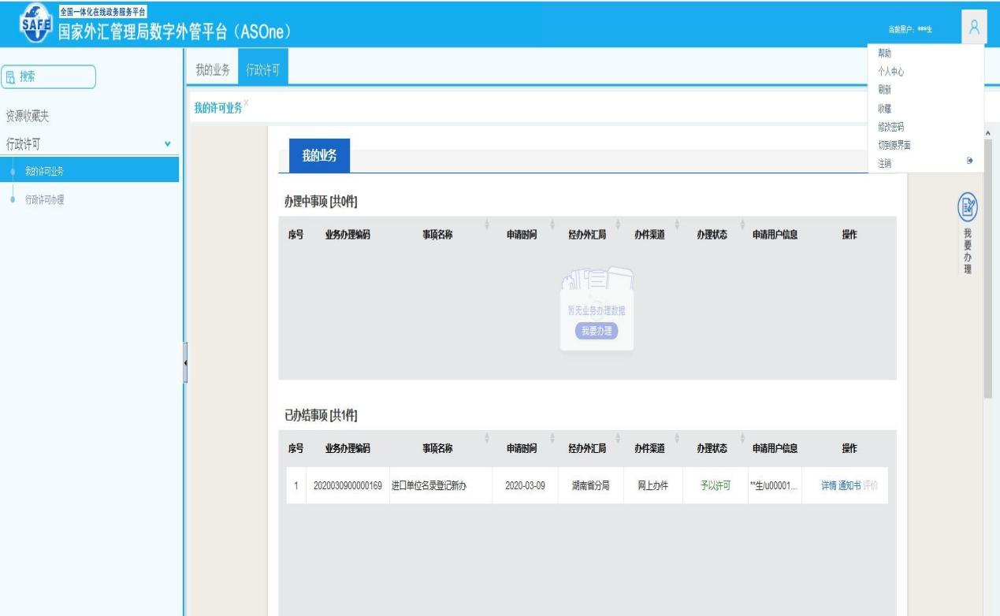 全国一体化在线政务服务平台
SAFE 国家外汇管理局数字外管平台（ASOne）
当前用户：***生
帮助
个人中心
刷新
收藏
修改密码
切到原界面
注销
搜索
资源收藏夹
行政许可
我的许可业务
行政许可办理
我的业务 行政许可
我的许可业务 ×
我的业务
办理中事项 [共0件]
序号 业务办理编码 事项名称 申请时间 经办外汇局 办件渠道 办理状态 申请用户信息 操作
暂无业务办理数据
我要办理
我要办理
已办结事项 [共1件]
序号 业务办理编码 事项名称 申请时间 经办外汇局 办件渠道 办理状态 申请用户信息 操作
1 2020030900000169 进口单位名录登记新办 2020-03-09 湖南省分局 网上办件 予以许可 **生/u00001... 详情 通知书 评价